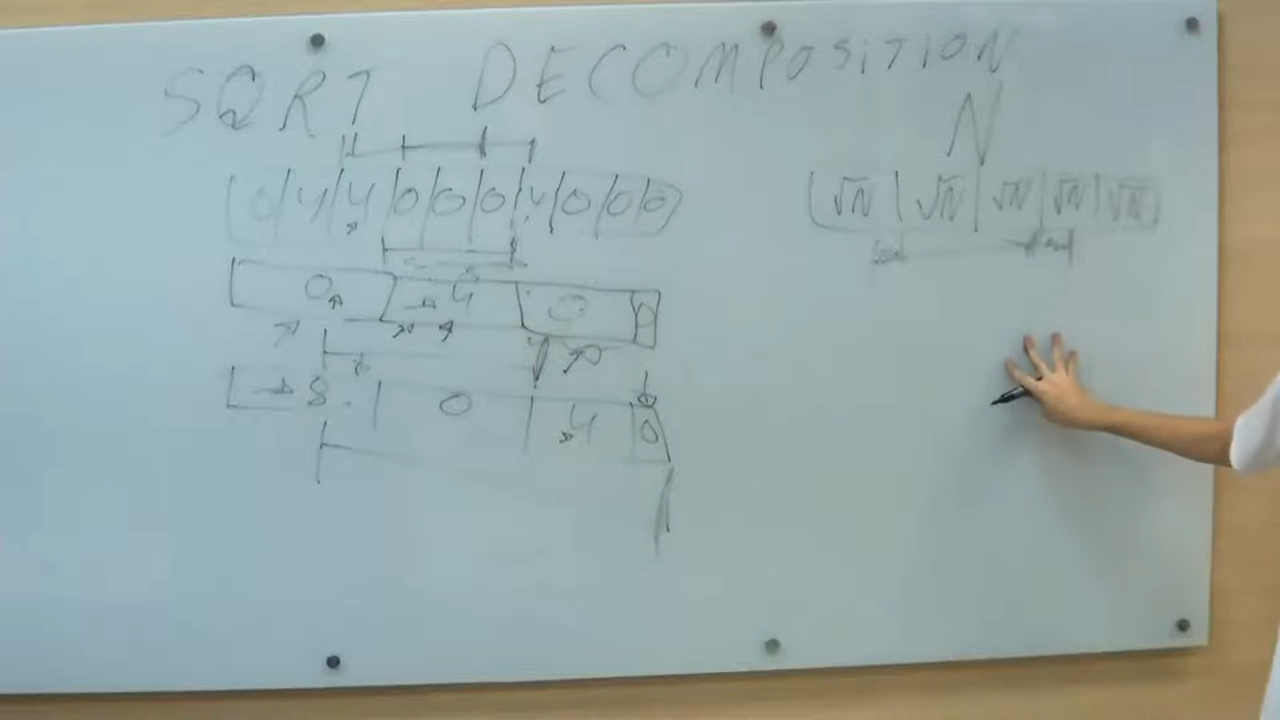 SQRT DECOMPOSITION
N
0 4 4 0 0 0 4 0 0 0
√N √N √N √N √N
0 4 0 0
8 0 4 0